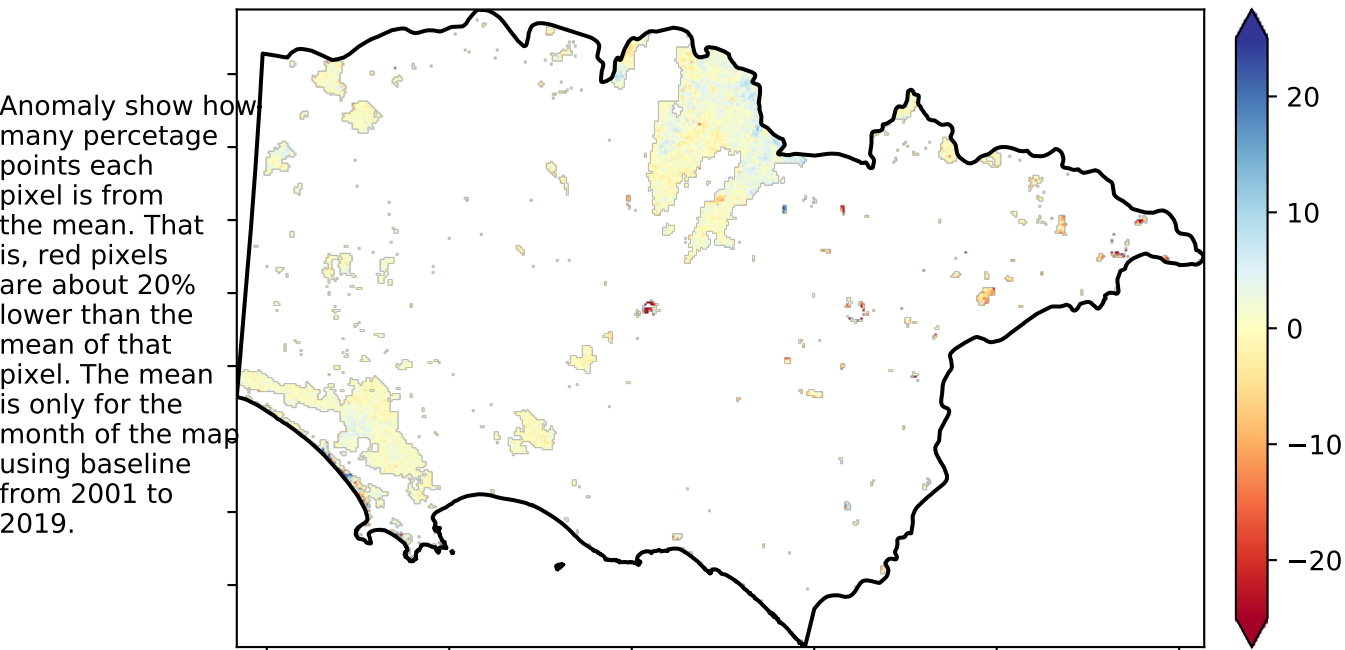 Anomaly show how
many percetage
points each
pixel is from
the mean. That
is, red pixels
are about 20%
lower than the
mean of that
pixel. The mean
is only for the
month of the map
using baseline
from 2001 to
2019.
20
10
0
−10
−20